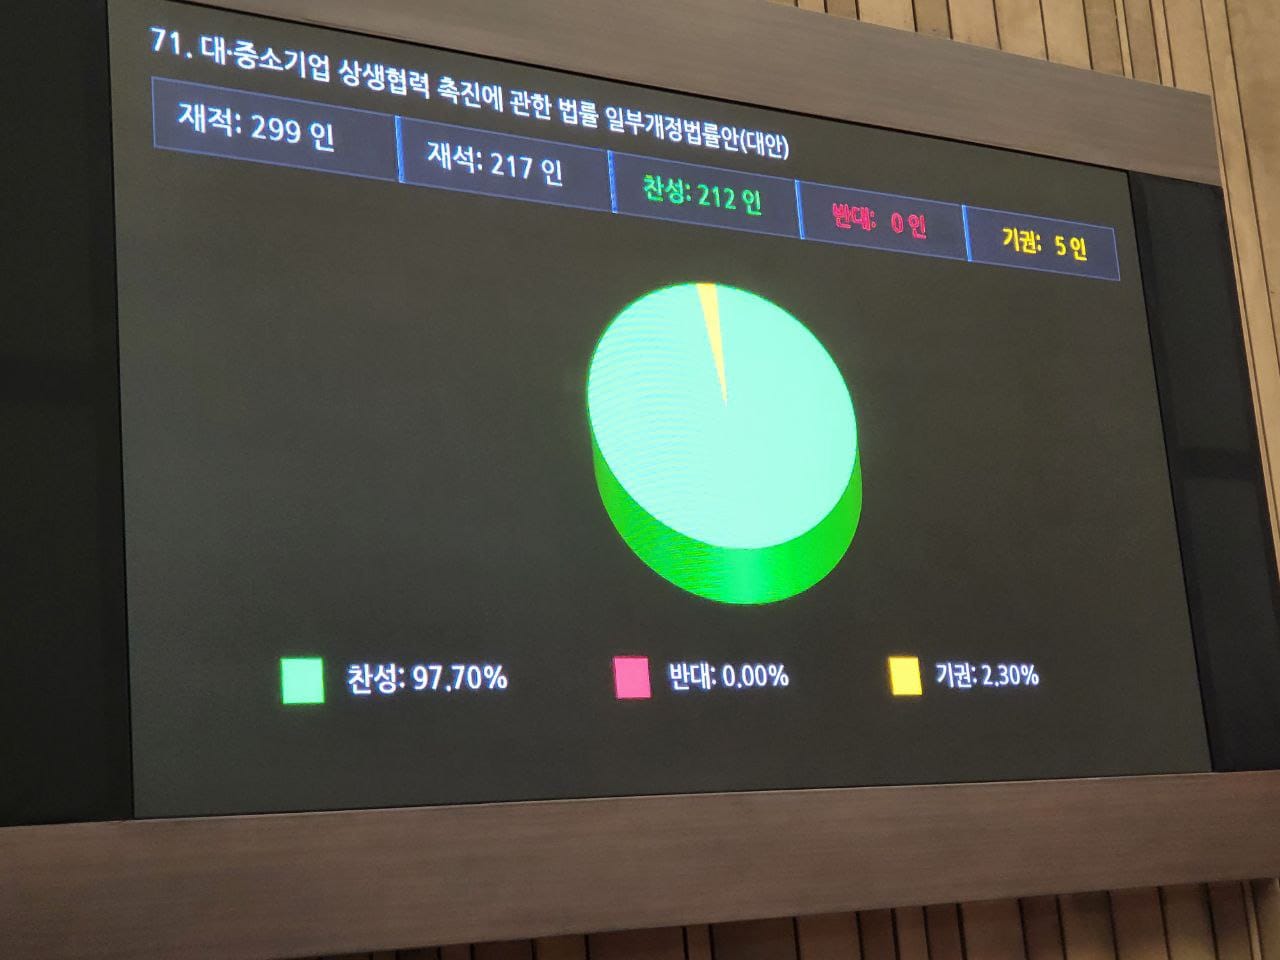 71. 대·중소기업 상생협력 촉진에 관한 법률 일부개정법률안(대안)
재적: 299 인 재석: 217 인 찬성: 212 인 반대: 0 인 기권: 5 인
찬성: 97.70% 반대: 0.00% 기권: 2.30%